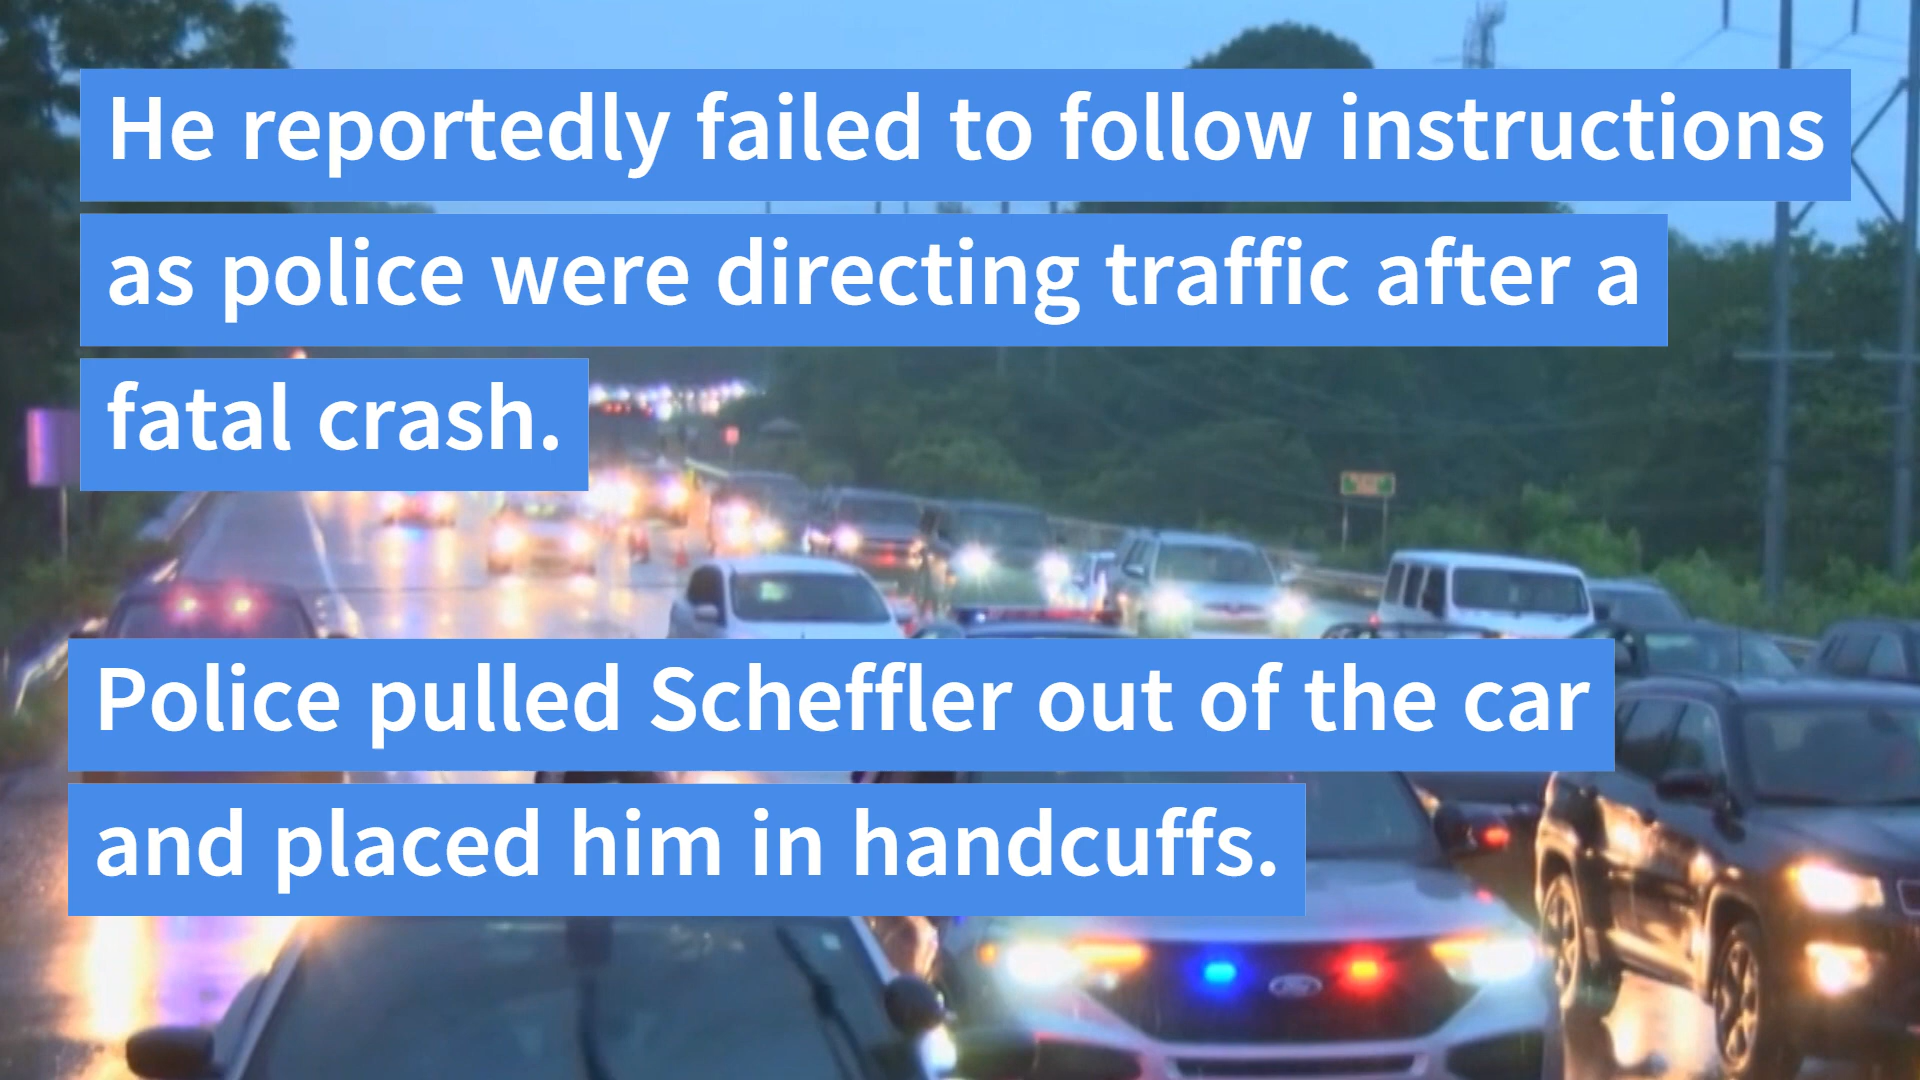 He reportedly failed to follow instructions
as police were directing traffic after a
fatal crash.
Police pulled Scheffler out of the car
and placed him in handcuffs.
Ford